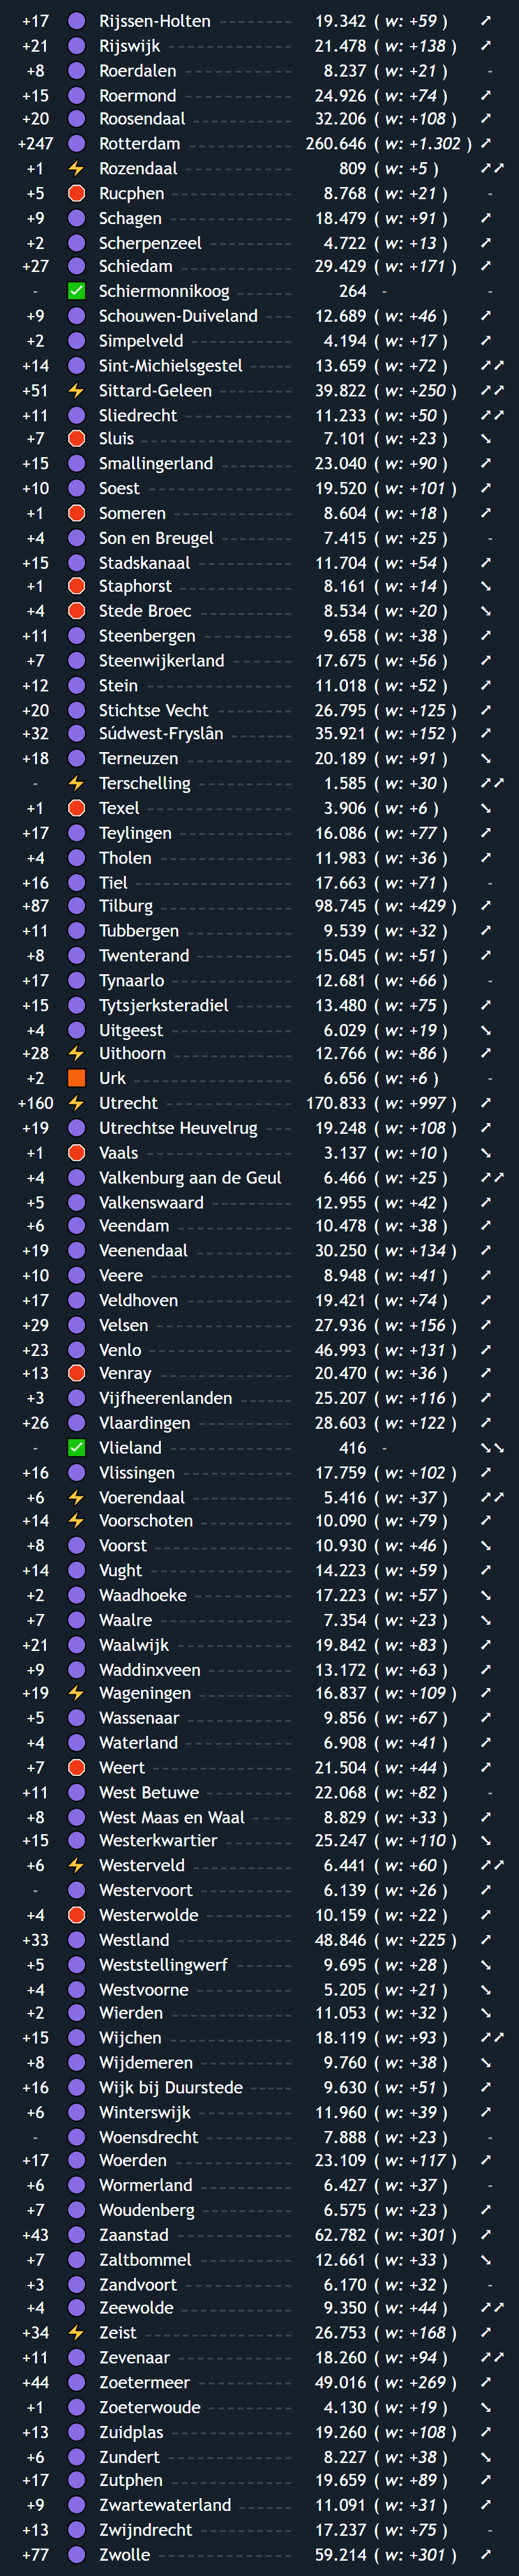 +17 Rijssen-Holten 19.342 ( w: +59 ) ➚
+21 Rijswijk 21.478 ( w: +138 ) ➚
+8 Roerdalen 8.237 ( w: +21 ) -
+15 Roermond 24.926 ( w: +74 ) ➚
+20 Roosendaal 32.206 ( w: +108 ) ➚
+247 Rotterdam 260.646 ( w: +1.302 ) ➚
+1 Rozendaal 809 ( w: +5 ) ➚➚
+5 Rucphen 8.768 ( w: +21 ) -
+9 Schagen 18.479 ( w: +91 ) ➚
+2 Scherpenzeel 4.722 ( w: +13 ) ➚
+27 Schiedam 29.429 ( w: +171 ) ➚
- Schiermonnikoog 264 - -
+9 Schouwen-Duiveland 12.689 ( w: +46 ) ➚
+2 Simpelveld 4.194 ( w: +17 ) ➚
+14 Sint-Michielsgestel 13.659 ( w: +72 ) ➚➚
+51 Sittard-Geleen 39.822 ( w: +250 ) ➚➚
+11 Sliedrecht 11.233 ( w: +50 ) ➚➚
+7 Sluis 7.101 ( w: +23 ) ➘
+15 Smallingerland 23.040 ( w: +90 ) ➚
+10 Soest 19.520 ( w: +101 ) ➚
+1 Someren 8.604 ( w: +18 ) ➚
+4 Son en Breugel 7.415 ( w: +25 ) -
+15 Stadskanaal 11.704 ( w: +54 ) ➚
+1 Staphorst 8.161 ( w: +14 ) ➘
+4 Stede Broec 8.534 ( w: +20 ) ➘
+11 Steenbergen 9.658 ( w: +38 ) ➚
+7 Steenwijkerland 17.675 ( w: +56 ) ➚
+12 Stein 11.018 ( w: +52 ) ➚
+20 Stichtse Vecht 26.795 ( w: +125 ) ➚
+32 Súdwest-Fryslân 35.921 ( w: +152 ) ➚
+18 Terneuzen 20.189 ( w: +91 ) ➘
- Terschelling 1.585 ( w: +30 ) ➚➚
+1 Texel 3.906 ( w: +6 ) ➘
+17 Teylingen 16.086 ( w: +77 ) ➚
+4 Tholen 11.983 ( w: +36 ) ➚
+16 Tiel 17.663 ( w: +71 ) -
+87 Tilburg 98.745 ( w: +429 ) ➚
+11 Tubbergen 9.539 ( w: +32 ) ➚
+8 Twenterand 15.045 ( w: +51 ) ➚
+17 Tynaarlo 12.681 ( w: +66 ) -
+15 Tytsjerksteradiel 13.480 ( w: +75 ) ➚
+4 Uitgeest 6.029 ( w: +19 ) ➘
+28 Uithoorn 12.766 ( w: +86 ) ➚
+2 Urk 6.656 ( w: +6 ) -
+160 Utrecht 170.833 ( w: +997 ) ➚
+19 Utrechtse Heuvelrug 19.248 ( w: +108 ) ➚
+1 Vaals 3.137 ( w: +10 ) ➘
+4 Valkenburg aan de Geul 6.466 ( w: +25 ) ➚➚
+5 Valkenswaard 12.955 ( w: +42 ) ➚
+6 Veendam 10.478 ( w: +38 ) ➚
+19 Veenendaal 30.250 ( w: +134 ) ➚
+10 Veere 8.948 ( w: +41 ) ➚
+17 Veldhoven 19.421 ( w: +74 ) ➚
+29 Velsen 27.936 ( w: +156 ) ➚
+23 Venlo 46.993 ( w: +131 ) ➚
+13 Venray 20.470 ( w: +36 ) ➚
+3 Vijfheerenlanden 25.207 ( w: +116 ) ➚
+26 Vlaardingen 28.603 ( w: +122 ) ➚
- Vlieland 416 - ➘➘
+16 Vlissingen 17.759 ( w: +102 ) ➚
+6 Voerendaal 5.416 ( w: +37 ) ➚➚
+14 Voorschoten 10.090 ( w: +79 ) ➚
+8 Voorst 10.930 ( w: +46 ) ➘
+14 Vught 14.223 ( w: +59 ) ➚
+2 Waadhoeke 17.223 ( w: +57 ) ➘
+7 Waalre 7.354 ( w: +23 ) ➘
+21 Waalwijk 19.842 ( w: +83 ) ➚
+9 Waddinxveen 13.172 ( w: +63 ) ➚
+19 Wageningen 16.837 ( w: +109 ) ➚
+5 Wassenaar 9.856 ( w: +67 ) ➚
+4 Waterland 6.908 ( w: +41 ) ➚
+7 Weert 21.504 ( w: +44 ) ➚
+11 West Betuwe 22.068 ( w: +82 ) -
+8 West Maas en Waal 8.829 ( w: +33 ) ➚
+15 Westerkwartier 25.247 ( w: +110 ) ➘
+6 Westerveld 6.441 ( w: +60 ) ➚➚
- Westervoort 6.139 ( w: +26 ) ➚
+4 Westerwolde 10.159 ( w: +22 ) ➚
+33 Westland 48.846 ( w: +225 ) ➚
+5 Weststellingwerf 9.695 ( w: +28 ) ➘
+4 Westvoorne 5.205 ( w: +21 ) ➘
+2 Wierden 11.053 ( w: +32 ) ➘
+15 Wijchen 18.119 ( w: +93 ) ➚➚
+8 Wijdemeren 9.760 ( w: +38 ) ➘
+16 Wijk bij Duurstede 9.630 ( w: +51 ) ➚
+6 Winterswijk 11.960 ( w: +39 ) ➚
- Woensdrecht 7.888 ( w: +23 ) -
+17 Woerden 23.109 ( w: +117 ) ➚
+6 Wormerland 6.427 ( w: +37 ) -
+7 Woudenberg 6.575 ( w: +23 ) ➚
+43 Zaanstad 62.782 ( w: +301 ) ➚
+7 Zaltbommel 12.661 ( w: +33 ) ➘
+3 Zandvoort 6.170 ( w: +32 ) -
+4 Zeewolde 9.350 ( w: +44 ) ➚➚
+34 Zeist 26.753 ( w: +168 ) ➚
+11 Zevenaar 18.260 ( w: +94 ) ➚➚
+44 Zoetermeer 49.016 ( w: +269 ) ➚
+1 Zoeterwoude 4.130 ( w: +19 ) ➘
+13 Zuidplas 19.260 ( w: +108 ) ➚
+6 Zundert 8.227 ( w: +38 ) ➘
+17 Zutphen 19.659 ( w: +89 ) ➚
+9 Zwartewaterland 11.091 ( w: +31 ) ➚
+13 Zwijndrecht 17.237 ( w: +75 ) -
+77 Zwolle 59.214 ( w: +301 ) ➚